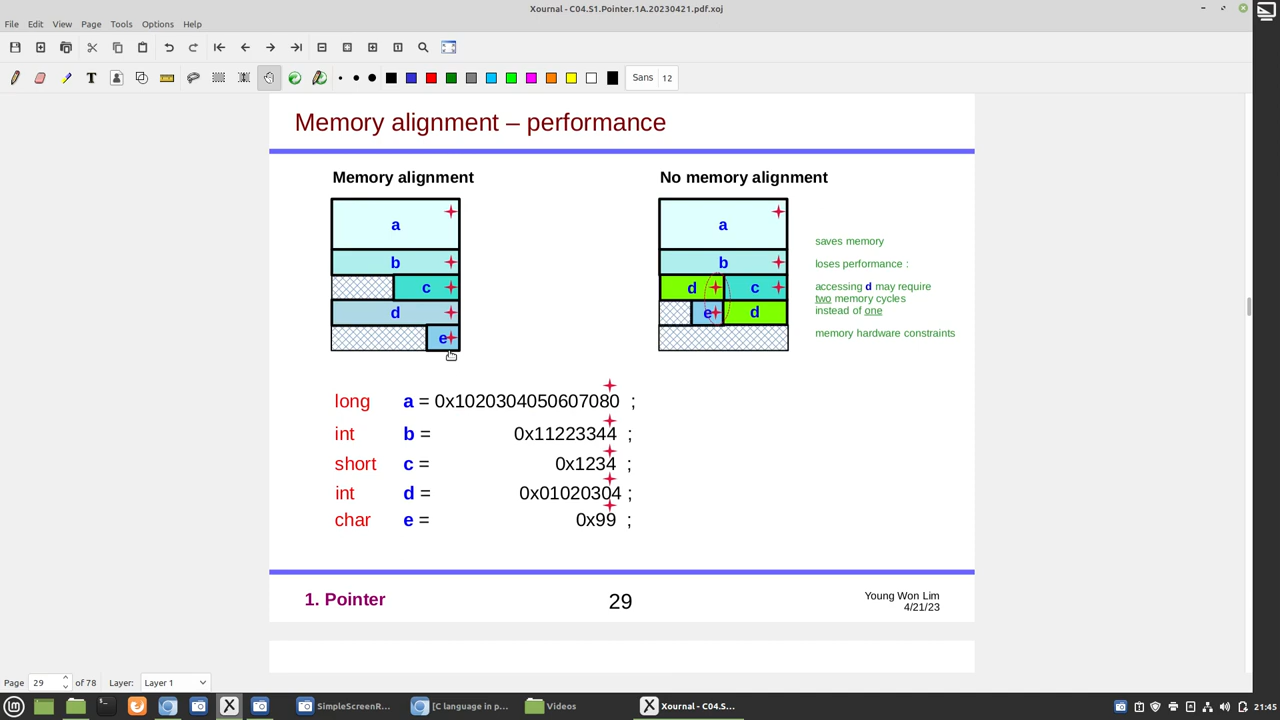 Xournal - C04.S1.Pointer.1A.20230421.pdf.xoj
File Edit View Page Tools Options Help
Sans 12
Memory alignment – performance
Memory alignment
No memory alignment
a
b
c
d
e
a
b
d c
e d
saves memory
loses performance :
accessing d may require
two memory cycles
instead of one
memory hardware constraints
long a = 0x1020304050607080 ;
int b = 0x11223344 ;
short c = 0x1234 ;
int d = 0x01020304 ;
char e = 0x99 ;
1. Pointer
29
Young Won Lim
4/21/23
Page 29 of 78 Layer: Layer 1
SimpleScreenR...
[C language in p...
Videos
Xournal - C04.S...
21:45